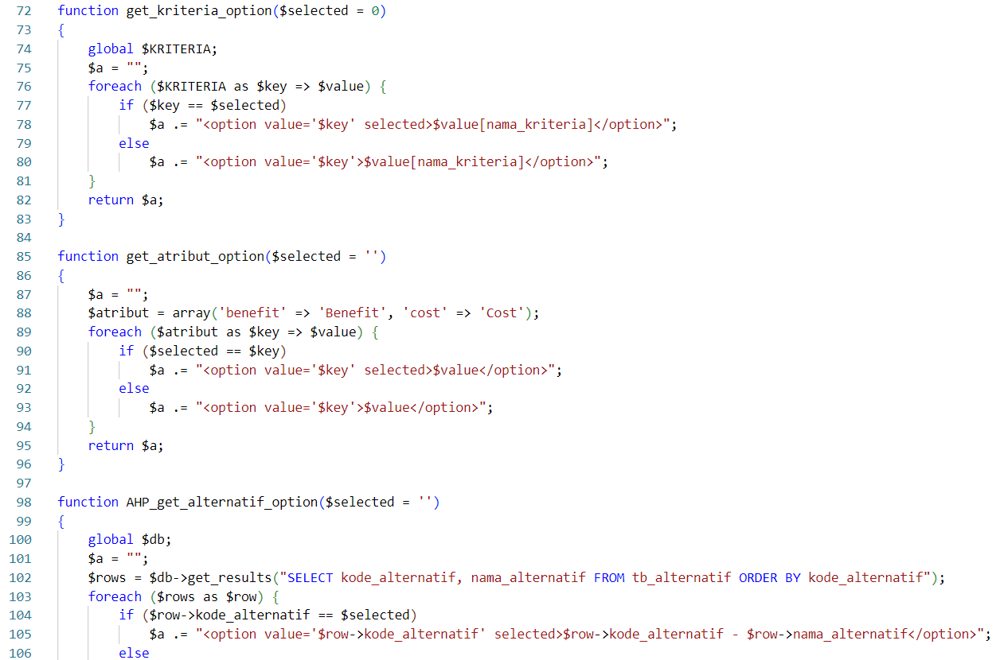 72 function get_kriteria_option($selected = 0)
73 {
74     global $KRITERIA;
75     $a = "";
76     foreach ($KRITERIA as $key => $value) {
77         if ($key == $selected)
78             $a .= "<option value='$key' selected>$value[nama_kriteria]</option>";
79         else
80             $a .= "<option value='$key'>$value[nama_kriteria]</option>";
81     }
82     return $a;
83 }
84
85 function get_atribut_option($selected = '')
86 {
87     $a = "";
88     $atribut = array('benefit' => 'Benefit', 'cost' => 'Cost');
89     foreach ($atribut as $key => $value) {
90         if ($selected == $key)
91             $a .= "<option value='$key' selected>$value</option>";
92         else
93             $a .= "<option value='$key'>$value</option>";
94     }
95     return $a;
96 }
97
98 function AHP_get_alternatif_option($selected = '')
99 {
100     global $db;
101     $a = "";
102     $rows = $db->get_results("SELECT kode_alternatif, nama_alternatif FROM tb_alternatif ORDER BY kode_alternatif");
103     foreach ($rows as $row) {
104         if ($row->kode_alternatif == $selected)
105             $a .= "<option value='$row->kode_alternatif' selected>$row->kode_alternatif - $row->nama_alternatif</option>";
106         else